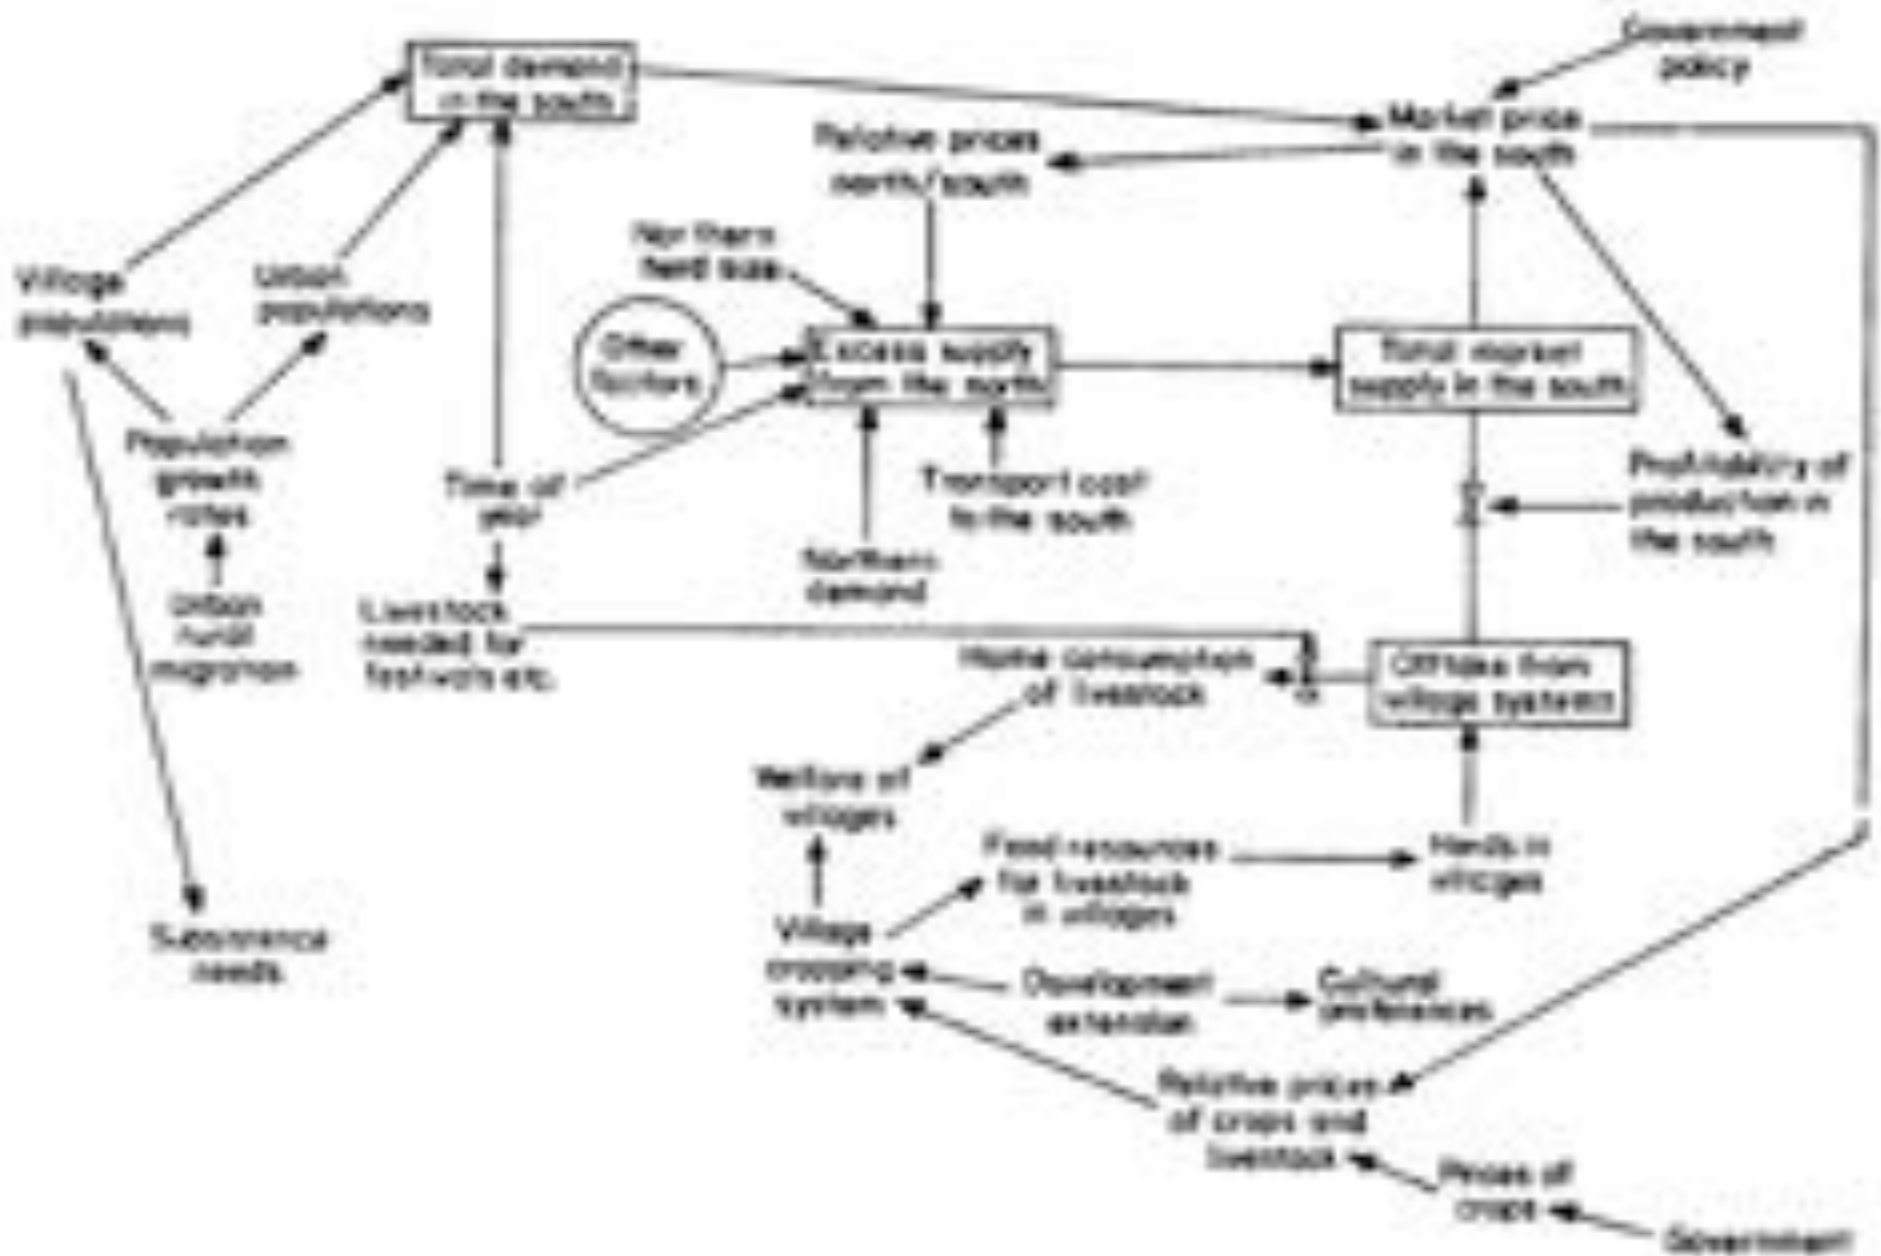 Government
policy
Total demand
in the south
Market price
in the south
Relative prices
north/south
Northern
herd size
Village
populations
Urban
populations
Other
factors
Excess supply
from the north
Total market
supply in the south
Population
growth
rates
Time of
year
Transport cost
to the south
Profitability of
production in
the south
Northern
demand
Urban
rural
migration
Livestock
needed for
festivals etc.
Home consumption
of livestock
Offtake from
village systems
Welfare of
villages
Feed resources
for livestock
in villages
Herds in
villages
Village
cropping
system
Subsistence
needs
Development
extension
Cultural
preferences
Relative prices
of crops and
livestock
Prices of
crops
Government